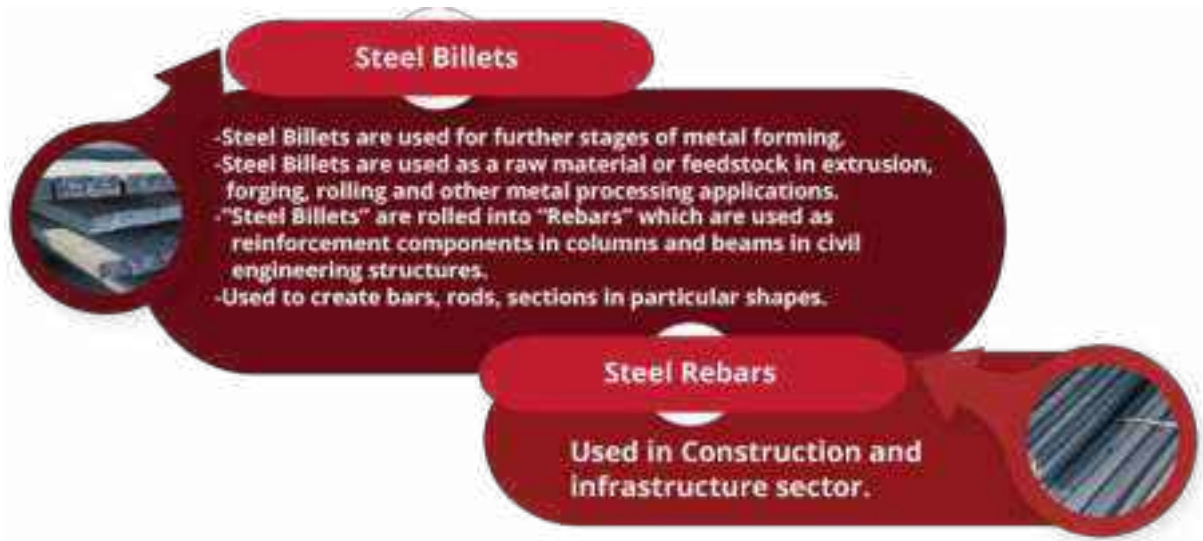 Steel Billets
-Steel Billets are used for further stages of metal forming.
-Steel Billets are used as a raw material or feedstock in extrusion,
forging, rolling and other metal processing applications.
-"Steel Billets" are rolled into "Rebars" which are used as
reinforcement components in columns and beams in civil
engineering structures.
-Used to create bars, rods, sections in particular shapes.
Steel Rebars
Used in Construction and
infrastructure sector.